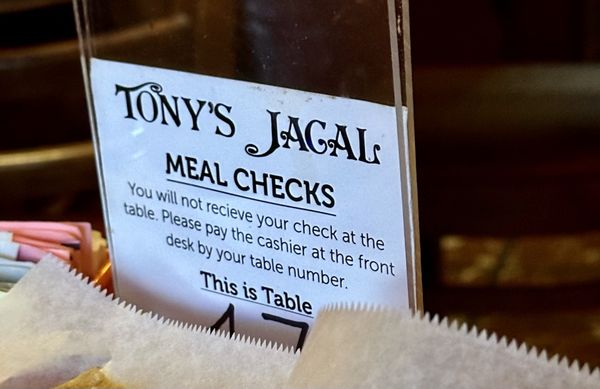 TONY'S JACAL
MEAL CHECKS
You will not recieve your check at the
table. Please pay the cashier at the front
desk by your table number.
This is Table